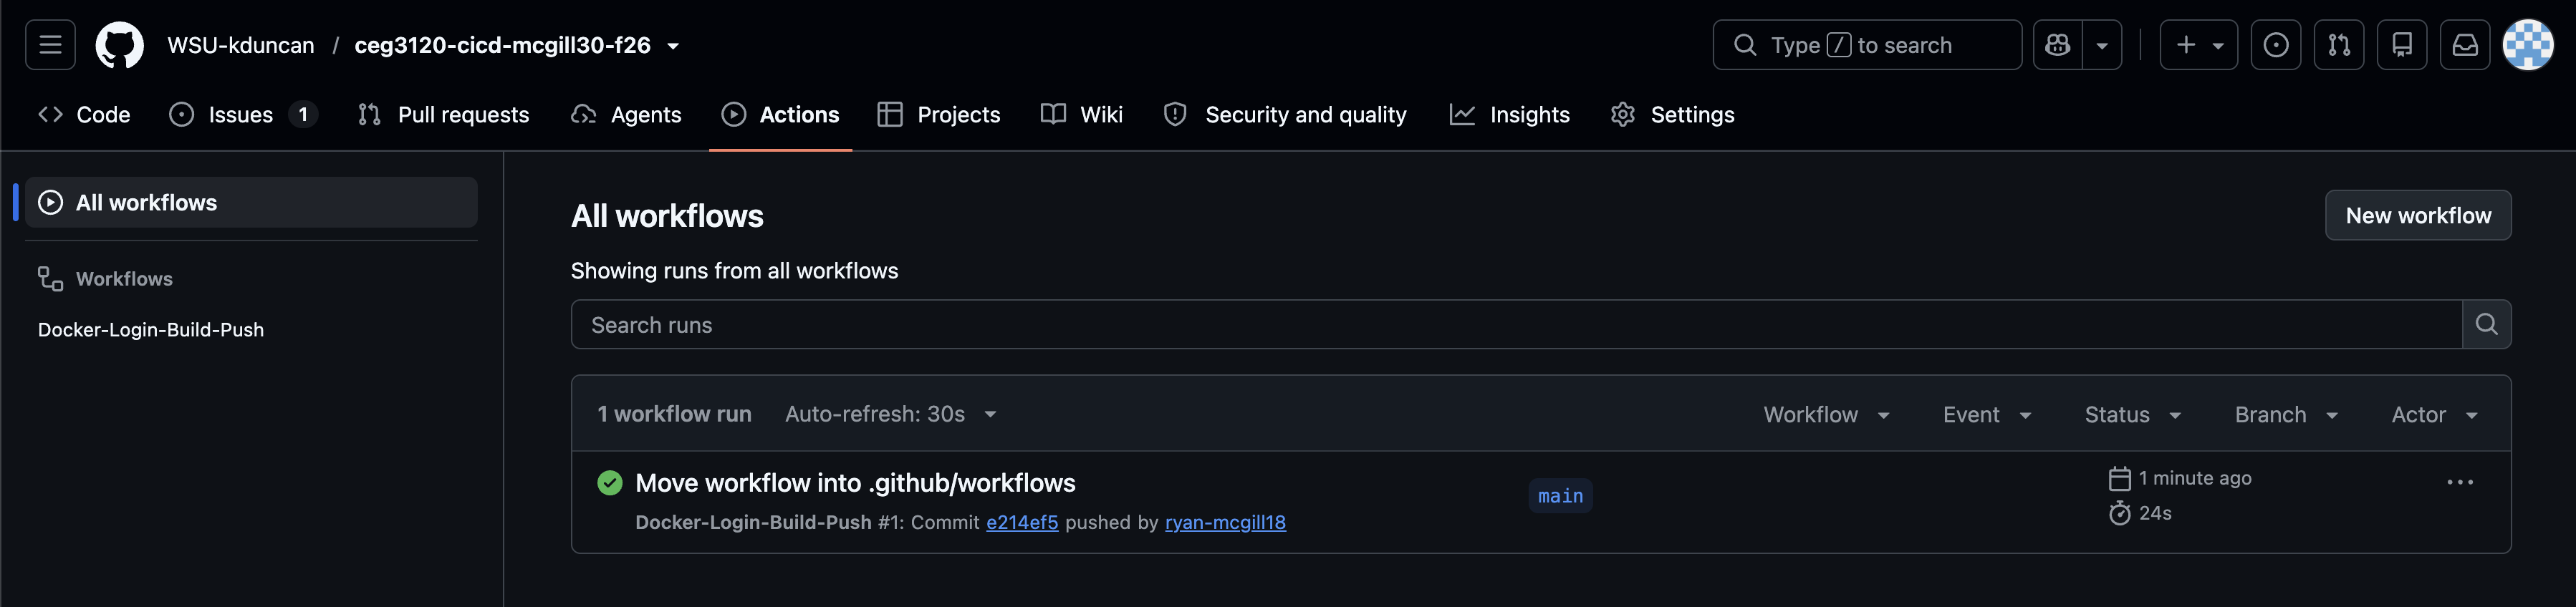 WSU-kduncan / ceg3120-cicd-mcgill30-f26
Type / to search
Code
Issues 1
Pull requests
Agents
Actions
Projects
Wiki
Security and quality
Insights
Settings
All workflows
Workflows
Docker-Login-Build-Push
All workflows
New workflow
Showing runs from all workflows
Search runs
1 workflow run
Auto-refresh: 30s
Workflow
Event
Status
Branch
Actor
Move workflow into .github/workflows
Docker-Login-Build-Push #1: Commit e214ef5 pushed by ryan-mcgill18
main
1 minute ago
24s